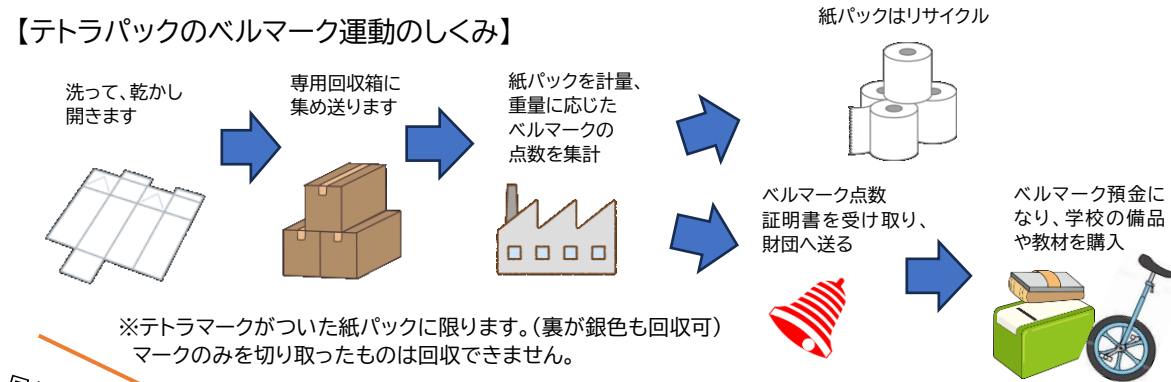 【テトラパックのベルマーク運動のしくみ】
紙パックはリサイクル
洗って、乾かし
開きます
専用回収箱に
集め送ります
紙パックを計量、
重量に応じた
ベルマークの
点数を集計
ベルマーク点数
証明書を受け取り、
財団へ送る
ベルマーク預金に
なり、学校の備品
や教材を購入
※テトラマークがついた紙パックに限ります。(裏が銀色も回収可)
マークのみを切り取ったものは回収できません。